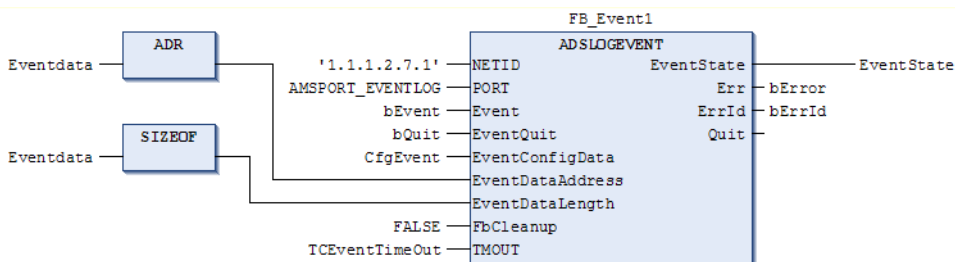 FB_Event1
ADR
ADSLOGEVENT
Eventdata
'1.1.1.2.7.1' NETID EventState EventState
AMSPORT_EVENTLOG PORT Err bError
bEvent Event ErrId bErrId
SIZEOF
bQuit EventQuit Quit
Eventdata
CfgEvent EventConfigData
EventDataAddress
EventDataLength
FALSE FbCleanup
TCEventTimeOut TMOUT